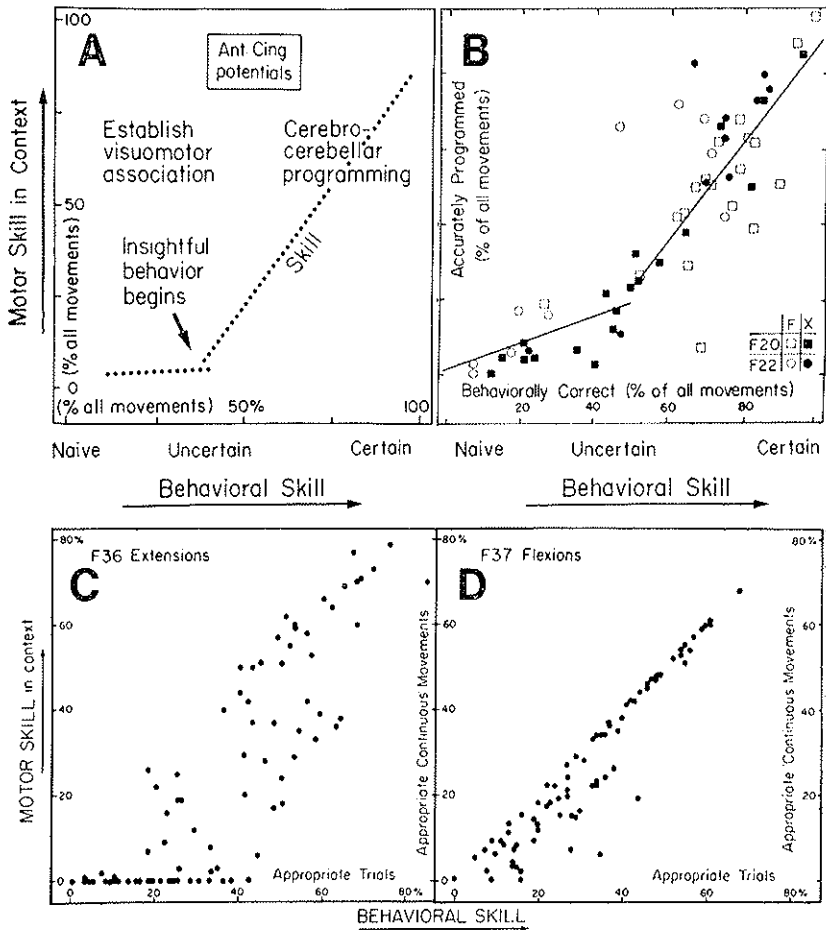 A
100
50
0
Motor Skill in Context
(% all movements)
Ant. Cing
potentials
Establish
visuomotor
association
Cerebro-
cerebellar
programming
Insightful
behavior
begins
Skill
(% all movements)
50%
100
Naive
Uncertain
Certain
Behavioral Skill
B
Accurately Programmed
(% of all movements)
F
X
F20
F22
Behaviorally Correct (% of all movements)
20
40
60
80
Naive
Uncertain
Certain
Behavioral Skill
C
F36 Extensions
80%
60
40
20
0
MOTOR SKILL in context
Appropriate Continuous Movements
Appropriate Trials
0
20
40
60
80%
D
F37 Flexions
80%
60
40
20
0
Appropriate Continuous Movements
Appropriate Trials
0
20
40
60
80%
BEHAVIORAL SKILL